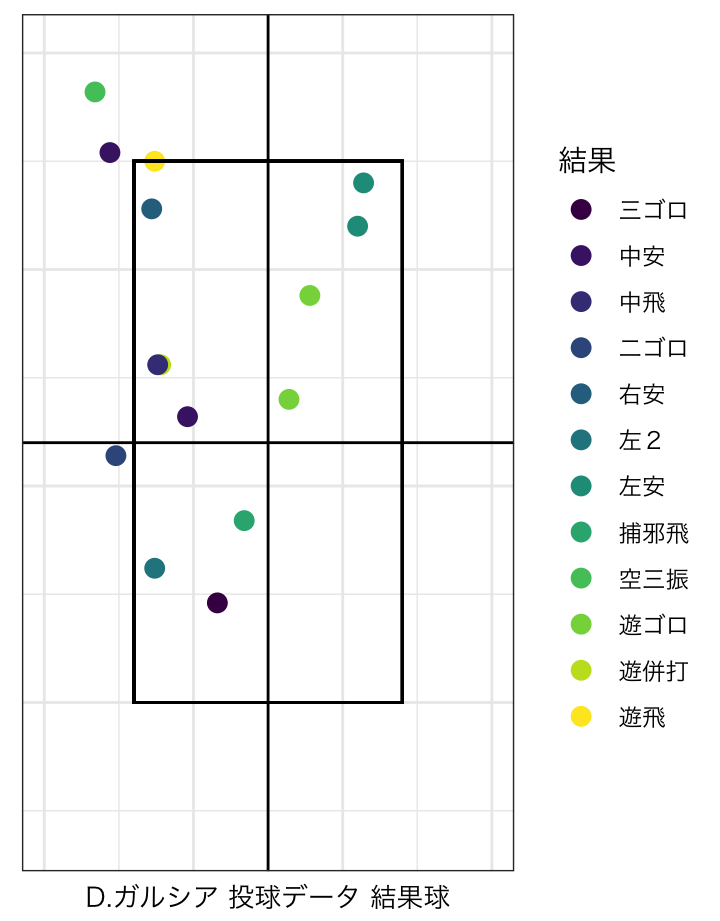 結果
三ゴロ
中安
中飛
二ゴロ
右安
左２
左安
捕邪飛
空三振
遊ゴロ
遊併打
遊飛
D.ガルシア 投球データ 結果球